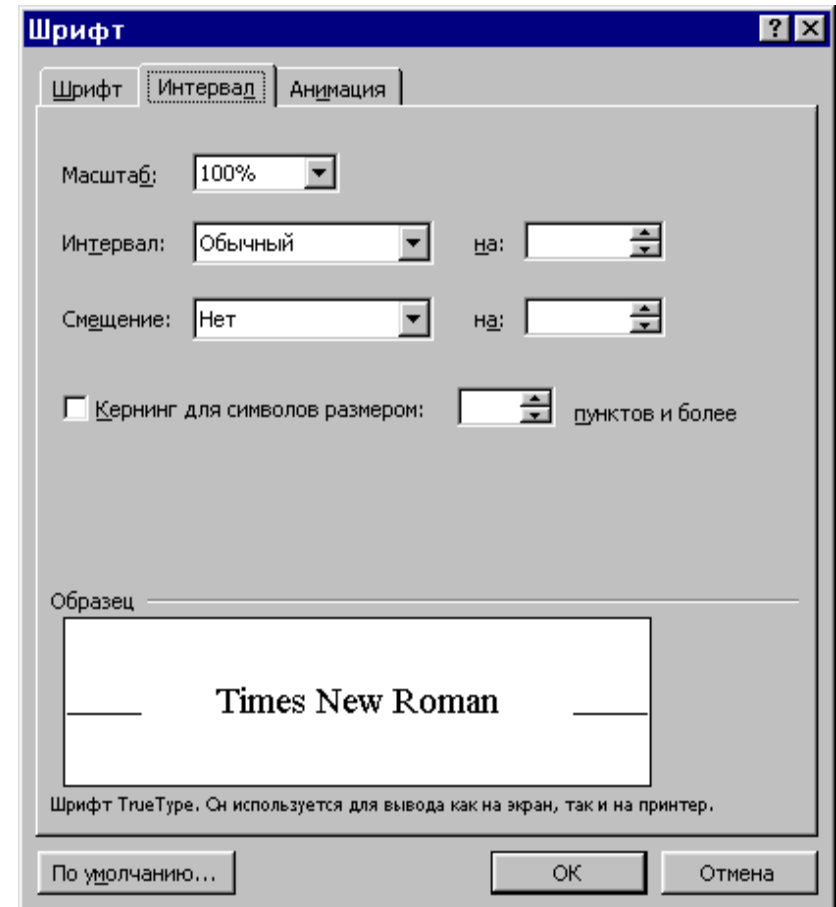 Шрифт
Шрифт Интервал Анимация
Масштаб: 100%
Интервал: Обычный на:
Смещение: Нет на:
Кернинг для символов размером: пунктов и более
Образец
Times New Roman
Шрифт TrueType. Он используется для вывода как на экран, так и на принтер.
По умолчанию... ОК Отмена